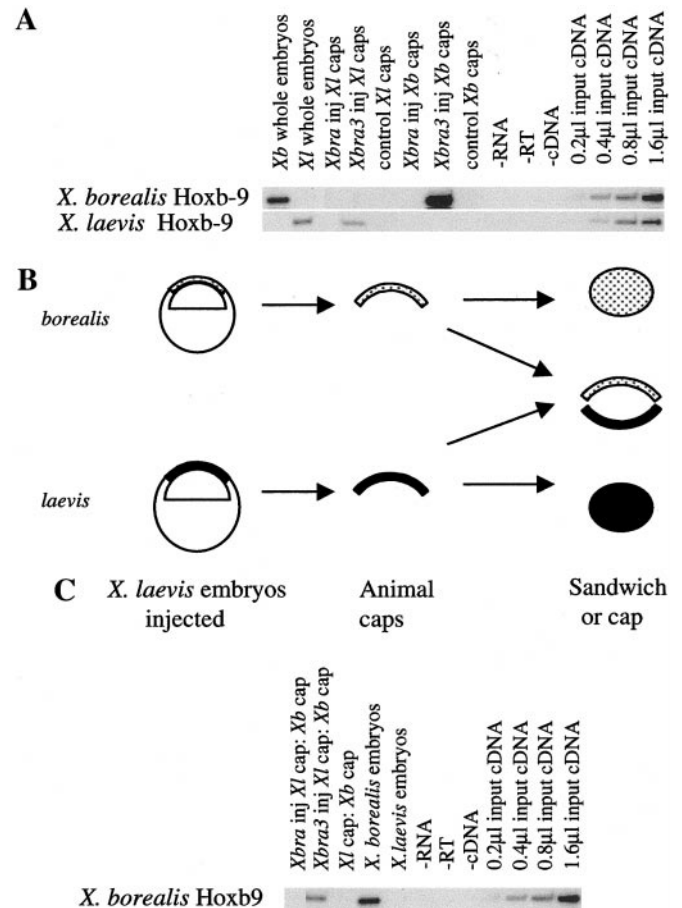 A
Xb whole embryos
Xl whole embryos
Xbra inj Xl caps
Xbra3 inj Xl caps
control Xl caps
Xbra inj Xb caps
Xbra3 inj Xb caps
control Xb caps
-RNA
-RT
-cDNA
0.2µl input cDNA
0.4µl input cDNA
0.8µl input cDNA
1.6µl input cDNA
X. borealis Hoxb-9
X. laevis Hoxb-9
B
borealis
laevis
C
X. laevis embryos injected
Animal caps
Sandwich or cap
Xbra inj Xl cap: Xb cap
Xbra3 inj Xl cap: Xb cap
Xl cap: Xb cap
X. borealis embryos
X.laevis embryos
-RNA
-RT
-cDNA
0.2µl input cDNA
0.4µl input cDNA
0.8µl input cDNA
1.6µl input cDNA
X. borealis Hoxb9